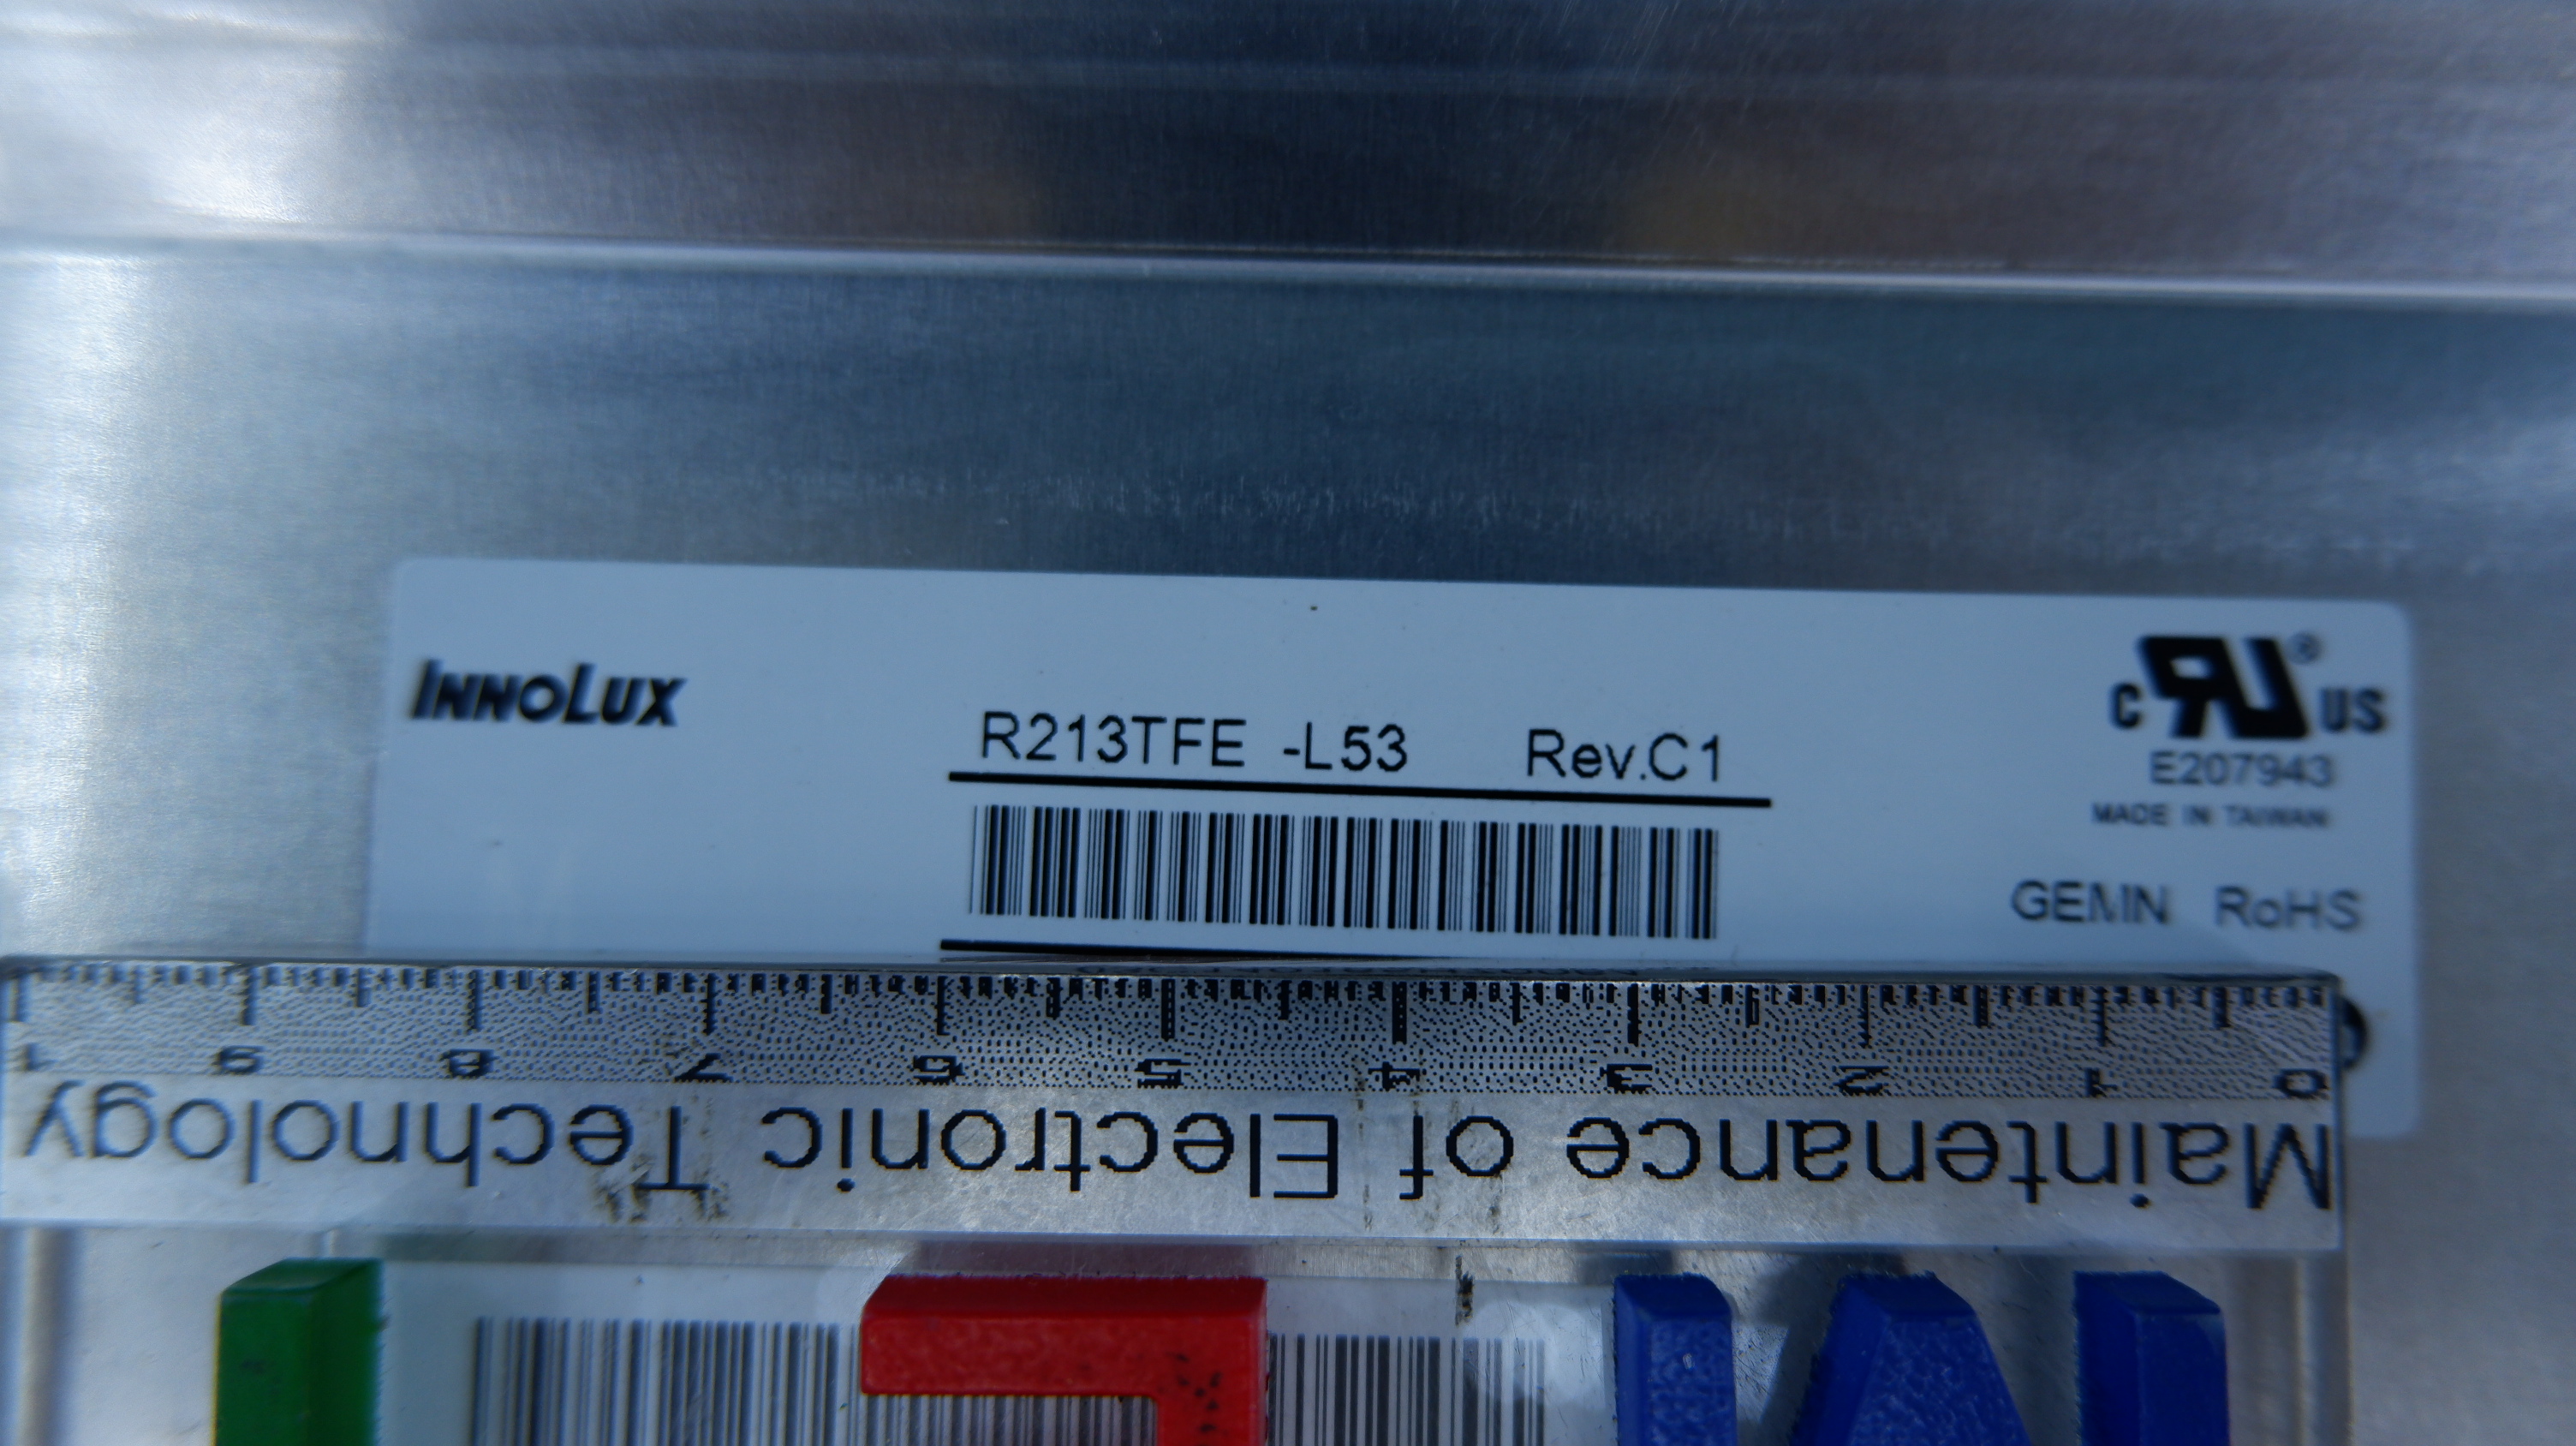 INNOLUX
R213TFE -L53 Rev.C1
C RU® US
E207943
MADE IN TAIWAN
GEMN RoHS
1 9 8 7 6 5 4 3 2 1 0
Maintenance of Electronic Technology